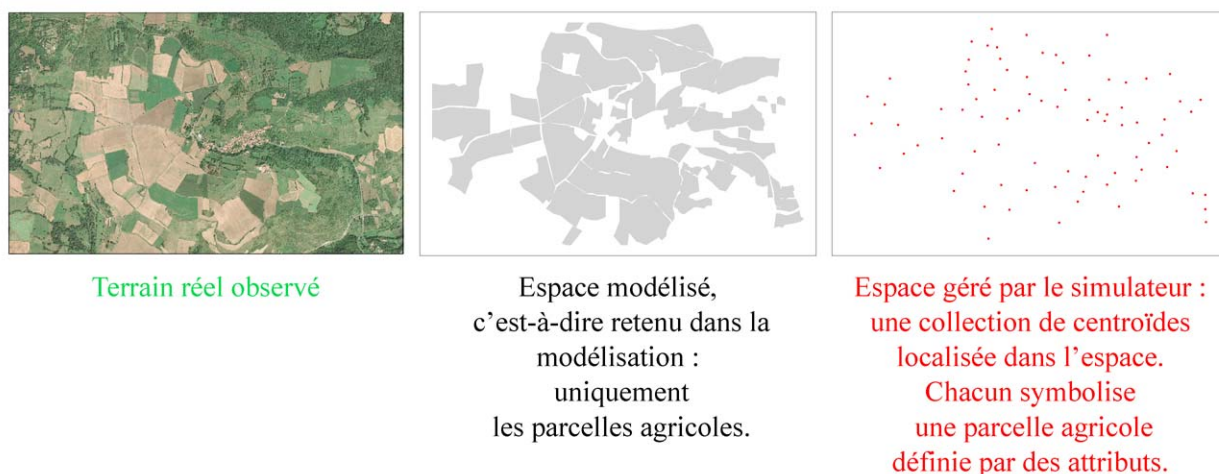 Terrain réel observé
Espace modélisé,
c’est-à-dire retenu dans la
modélisation :
uniquement
les parcelles agricoles.
Espace géré par le simulateur :
une collection de centroïdes
localisée dans l’espace.
Chacun symbolise
une parcelle agricole
définie par des attributs.